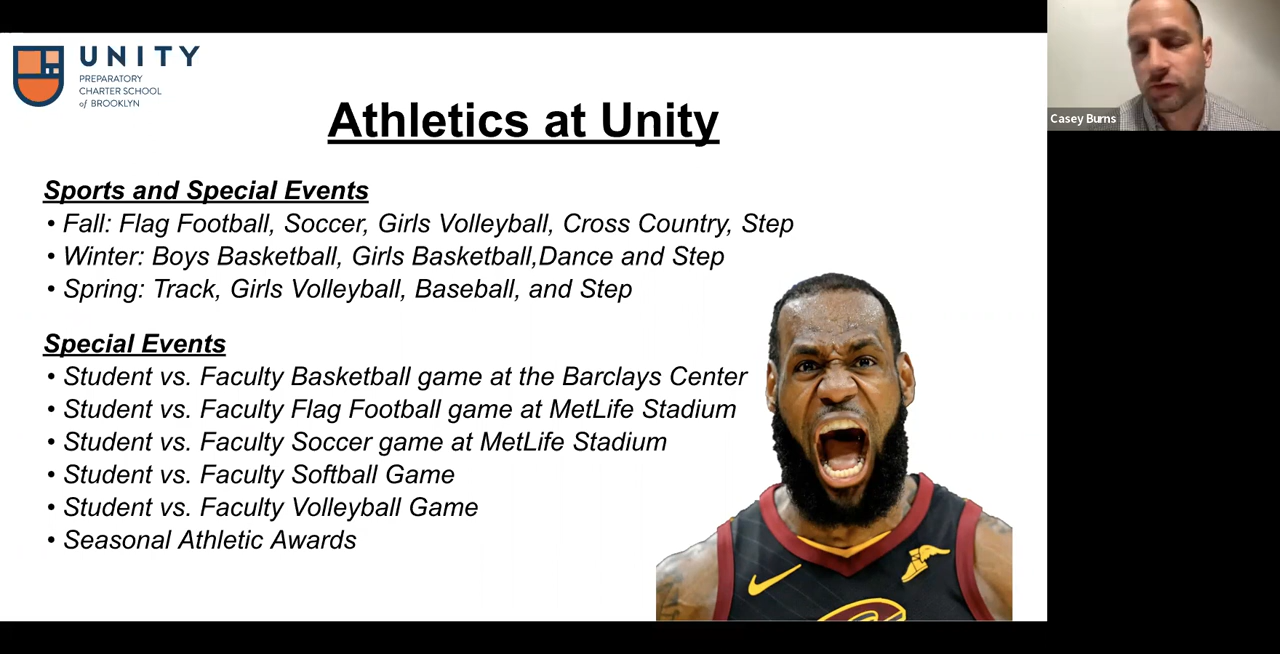 UNITY
PREPARATORY
CHARTER SCHOOL
of BROOKLYN
Casey Burns
Athletics at Unity
Sports and Special Events
• Fall: Flag Football, Soccer, Girls Volleyball, Cross Country, Step
• Winter: Boys Basketball, Girls Basketball,Dance and Step
• Spring: Track, Girls Volleyball, Baseball, and Step
Special Events
• Student vs. Faculty Basketball game at the Barclays Center
• Student vs. Faculty Flag Football game at MetLife Stadium
• Student vs. Faculty Soccer game at MetLife Stadium
• Student vs. Faculty Softball Game
• Student vs. Faculty Volleyball Game
• Seasonal Athletic Awards